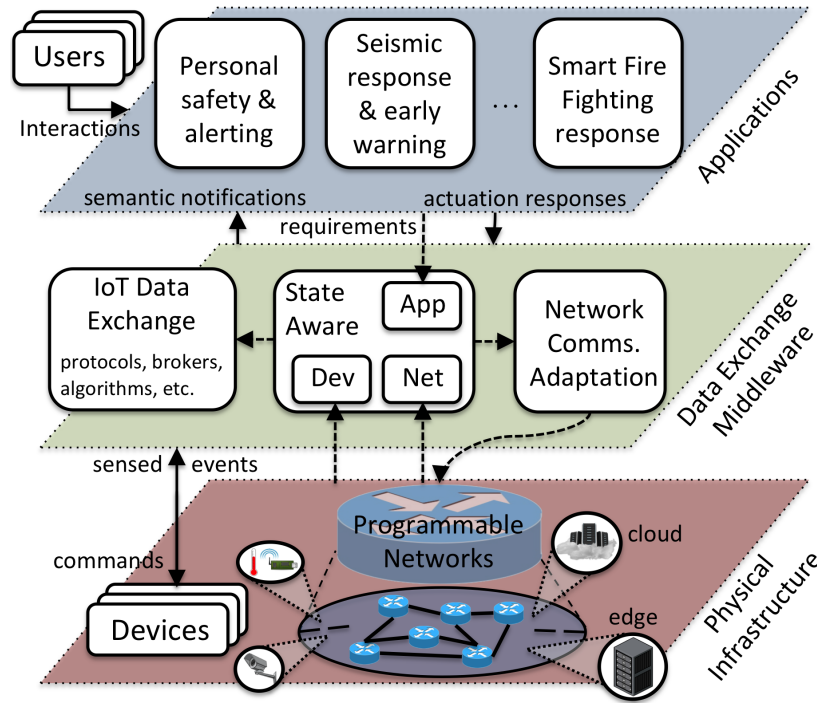 Users
Interactions
Personal
safety &
alerting
Seismic
response
& early
warning
...
Smart Fire
Fighting
response
Applications
semantic notifications
actuation responses
requirements
IoT Data
Exchange
protocols, brokers,
algorithms, etc.
State
Aware
App
Dev
Net
Network
Comms.
Adaptation
Data Exchange
Middleware
sensed events
commands
Devices
Programmable
Networks
cloud
edge
Physical
Infrastructure